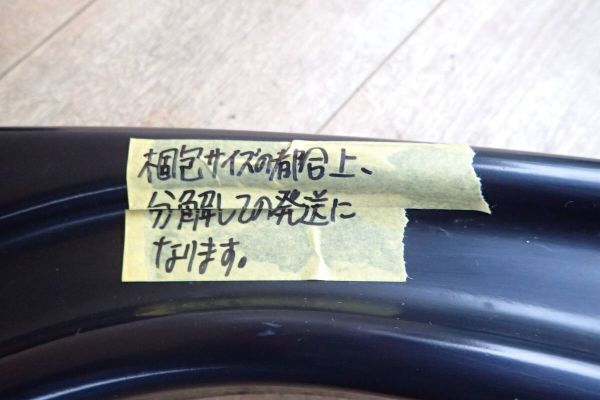 梱包サイズの都合上、
分解しての発送に
なります。